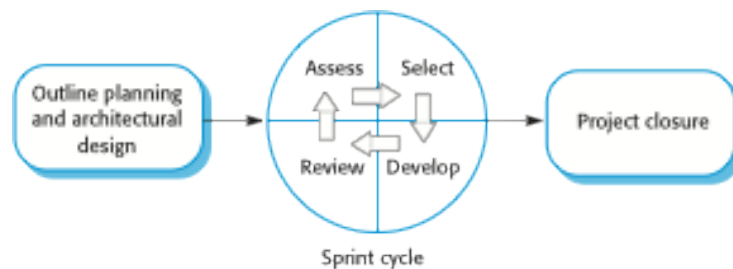 Outline planning
and architectural
design
Assess
Select
Review
Develop
Sprint cycle
Project closure